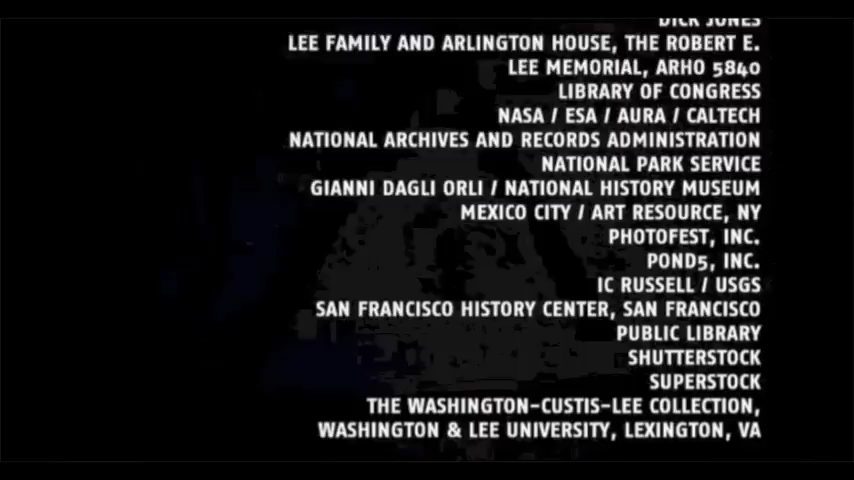 DICK JONES
LEE FAMILY AND ARLINGTON HOUSE, THE ROBERT E.
LEE MEMORIAL, ARHO 5840
LIBRARY OF CONGRESS
NASA / ESA / AURA / CALTECH
NATIONAL ARCHIVES AND RECORDS ADMINISTRATION
NATIONAL PARK SERVICE
GIANNI DAGLI ORLI / NATIONAL HISTORY MUSEUM
MEXICO CITY / ART RESOURCE, NY
PHOTOFEST, INC.
POND5, INC.
IC RUSSELL / USGS
SAN FRANCISCO HISTORY CENTER, SAN FRANCISCO
PUBLIC LIBRARY
SHUTTERSTOCK
SUPERSTOCK
THE WASHINGTON-CUSTIS-LEE COLLECTION,
WASHINGTON & LEE UNIVERSITY, LEXINGTON, VA